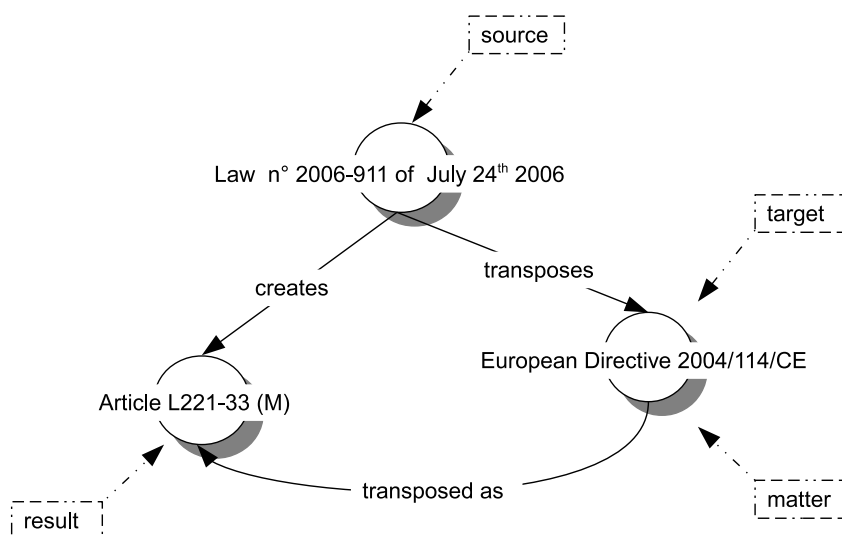 source
Law n° 2006-911 of July 24th 2006
target
transposes
creates
European Directive 2004/114/CE
Article L221-33 (M)
transposed as
matter
result